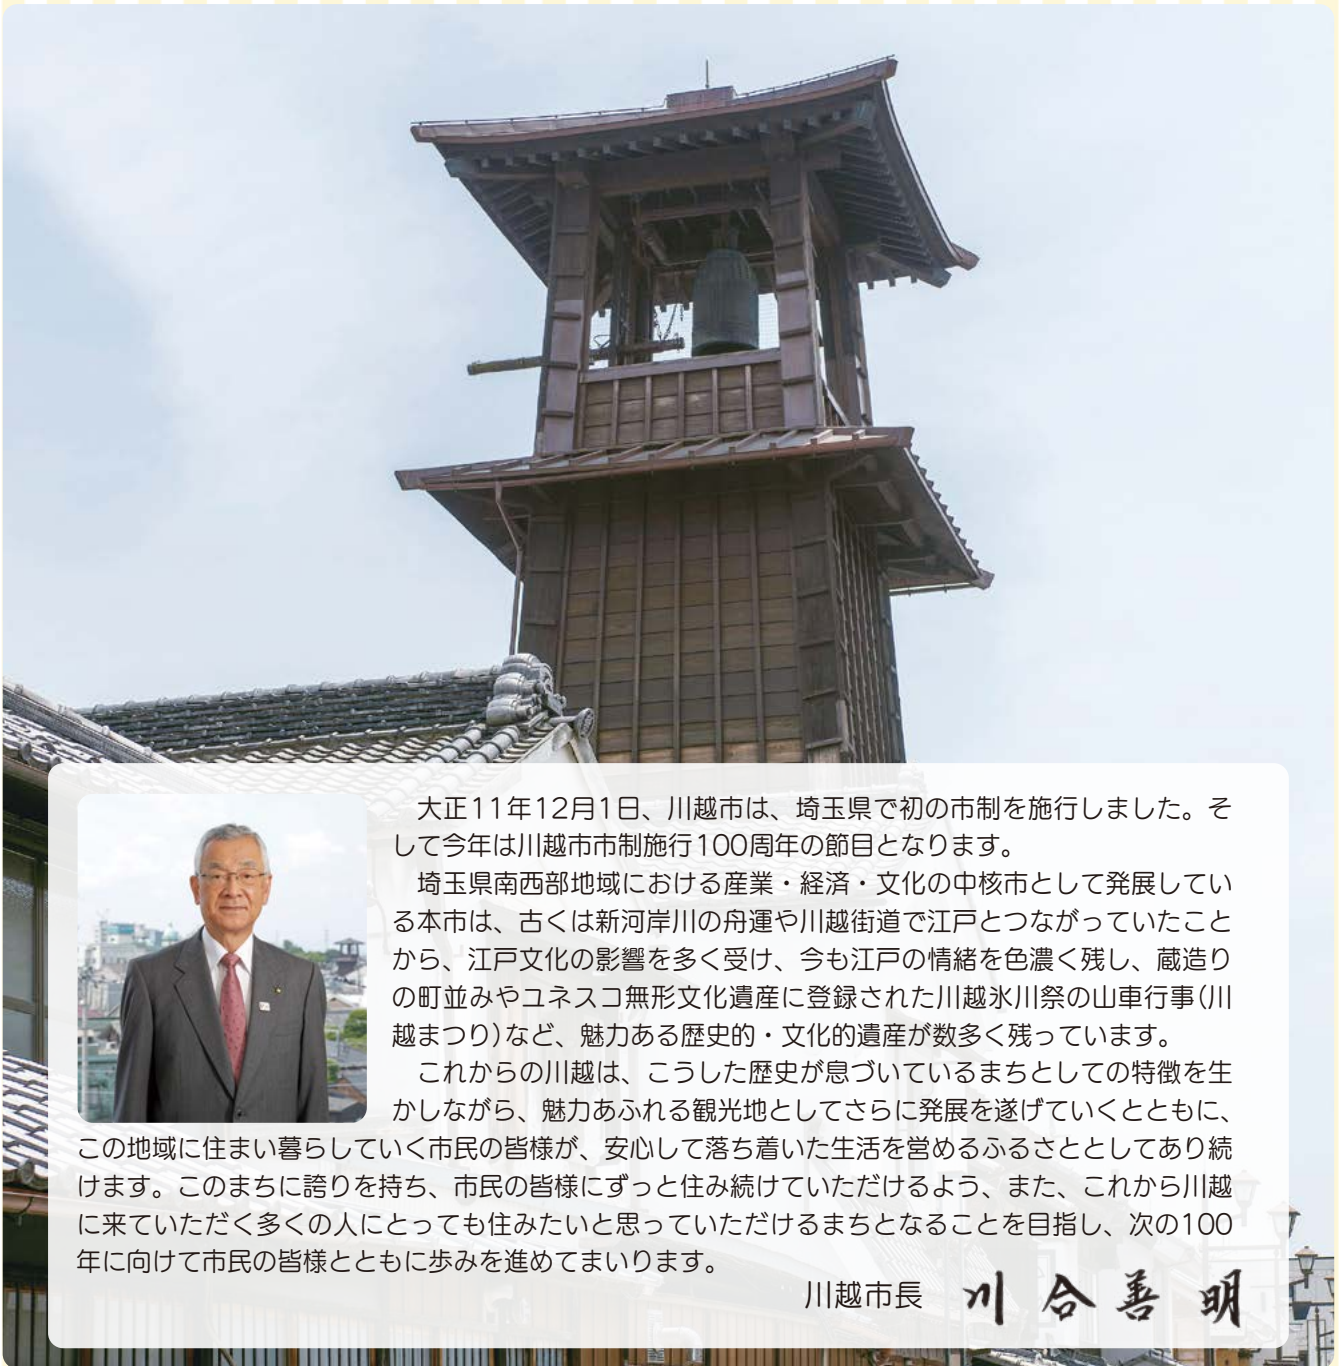 大正11年12月1日、川越市は、埼玉県で初の市制を施行しました。そ
して今年は川越市市制施行100周年の節目となります。
埼玉県南西部地域における産業・経済・文化の中核市として発展してい
る本市は、古くは新河岸川の舟運や川越街道で江戸とつながっていたこと
から、江戸文化の影響を多く受け、今も江戸の情緒を色濃く残し、蔵造り
の町並みやユネスコ無形文化遺産に登録された川越氷川祭の山車行事(川
越まつり)など、魅力ある歴史的・文化的遺産が数多く残っています。
これからの川越は、こうした歴史が息づいているまちとしての特徴を生
かしながら、魅力あふれる観光地としてさらに発展を遂げていくとともに、
この地域に住まい暮らしていく市民の皆様が、安心して落ち着いた生活を営めるふるさととしてあり続
けます。このまちに誇りを持ち、市民の皆様にずっと住み続けていただけるよう、また、これから川越
に来ていただく多くの人にとっても住みたいと思っていただけるまちとなることを目指し、次の100
年に向けて市民の皆様とともに歩みを進めてまいります。
川越市長 川合善明